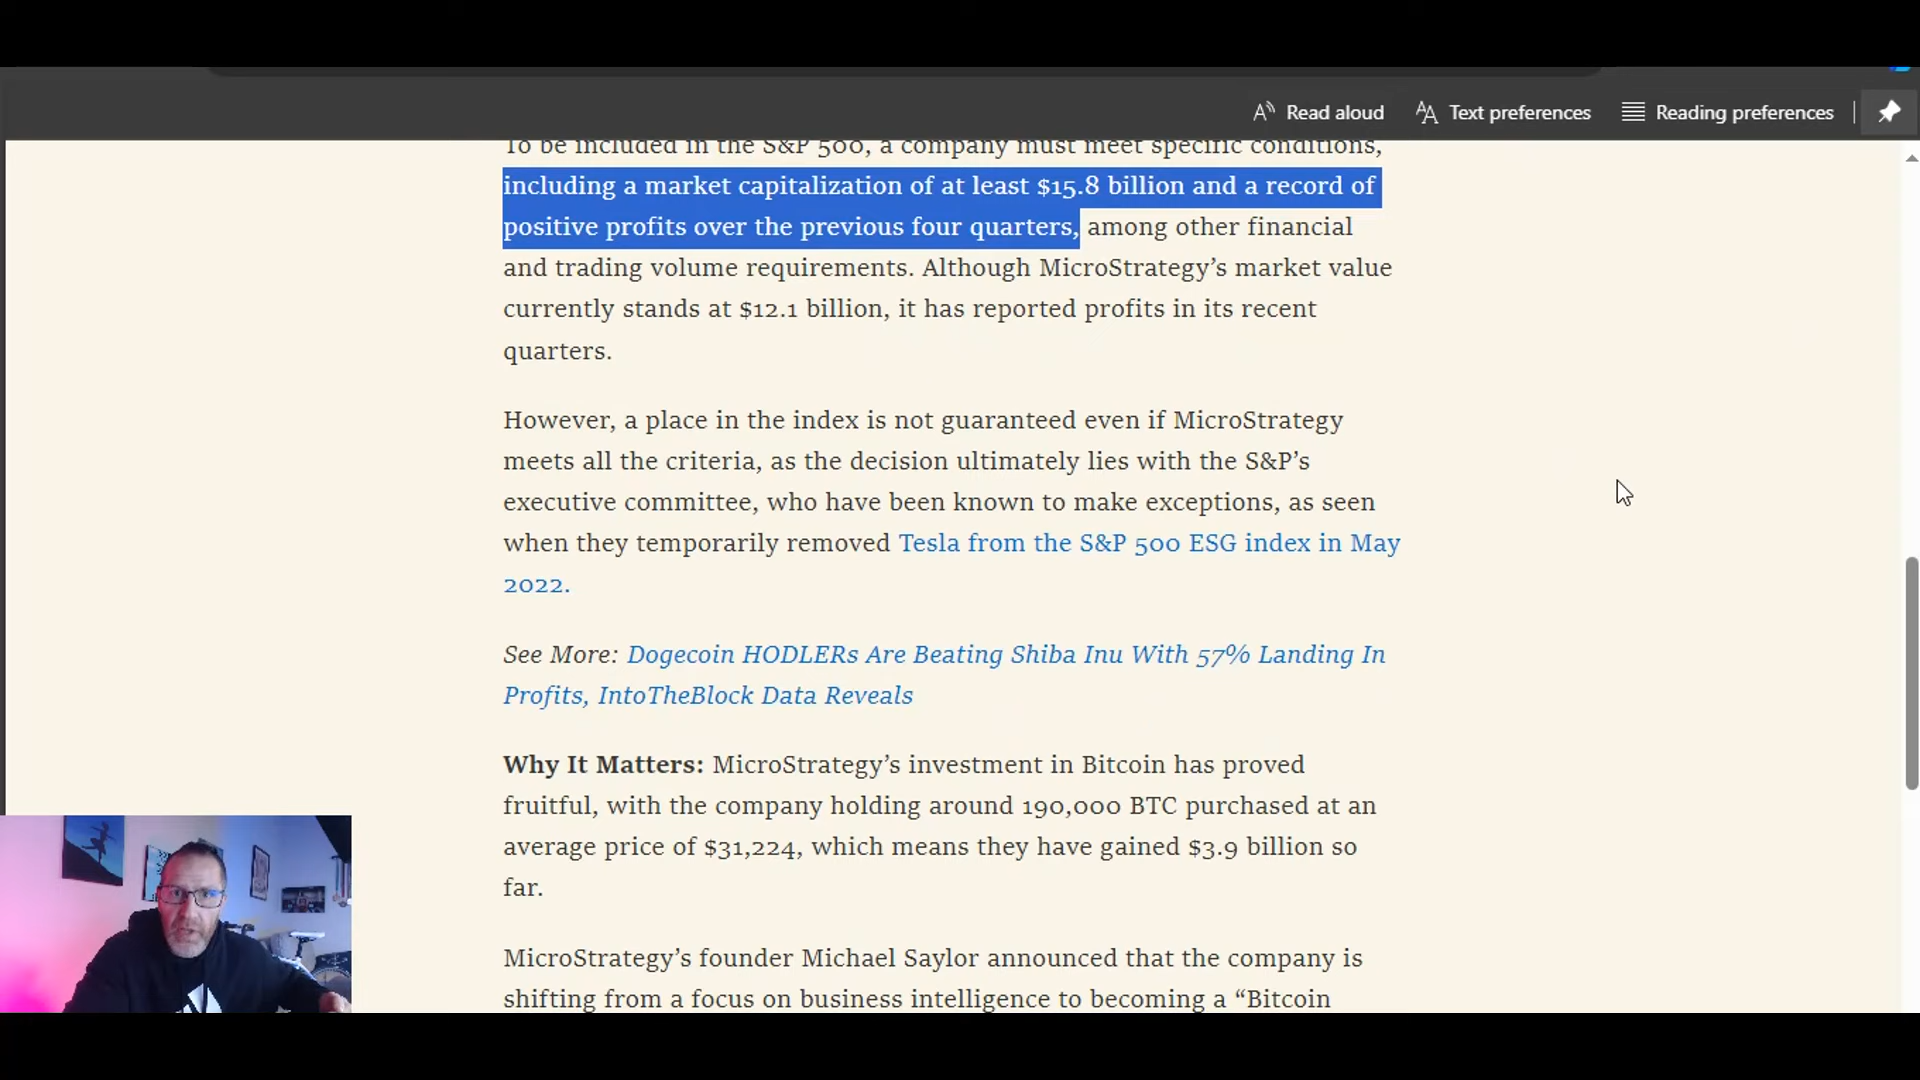 Read aloud
Text preferences
Reading preferences
To be included in the S&P 500, a company must meet specific conditions,
including a market capitalization of at least $15.8 billion and a record of
positive profits over the previous four quarters, among other financial
and trading volume requirements. Although MicroStrategy’s market value
currently stands at $12.1 billion, it has reported profits in its recent
quarters.
However, a place in the index is not guaranteed even if MicroStrategy
meets all the criteria, as the decision ultimately lies with the S&P’s
executive committee, who have been known to make exceptions, as seen
when they temporarily removed Tesla from the S&P 500 ESG index in May
2022.
See More: Dogecoin HODLERs Are Beating Shiba Inu With 57% Landing In
Profits, IntoTheBlock Data Reveals
Why It Matters: MicroStrategy’s investment in Bitcoin has proved
fruitful, with the company holding around 190,000 BTC purchased at an
average price of $31,224, which means they have gained $3.9 billion so
far.
MicroStrategy’s founder Michael Saylor announced that the company is
shifting from a focus on business intelligence to becoming a “Bitcoin